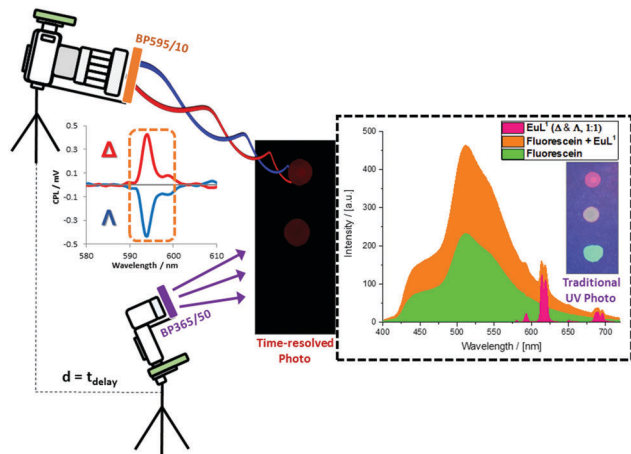 BP595/10
0.5
0.3
0.1
-0.1
-0.3
-0.5
CPL / mV
Δ
Λ
580
590
600
610
Wavelength / nm
BP365/50
d = t_delay
Time-resolved
Photo
EuL¹ (Δ & Λ, 1:1)
Fluorescein + EuL¹
Fluorescein
500
400
300
200
100
0
Intensity / [a.u.]
400
450
500
550
600
650
700
Wavelength / [nm]
Traditional
UV Photo